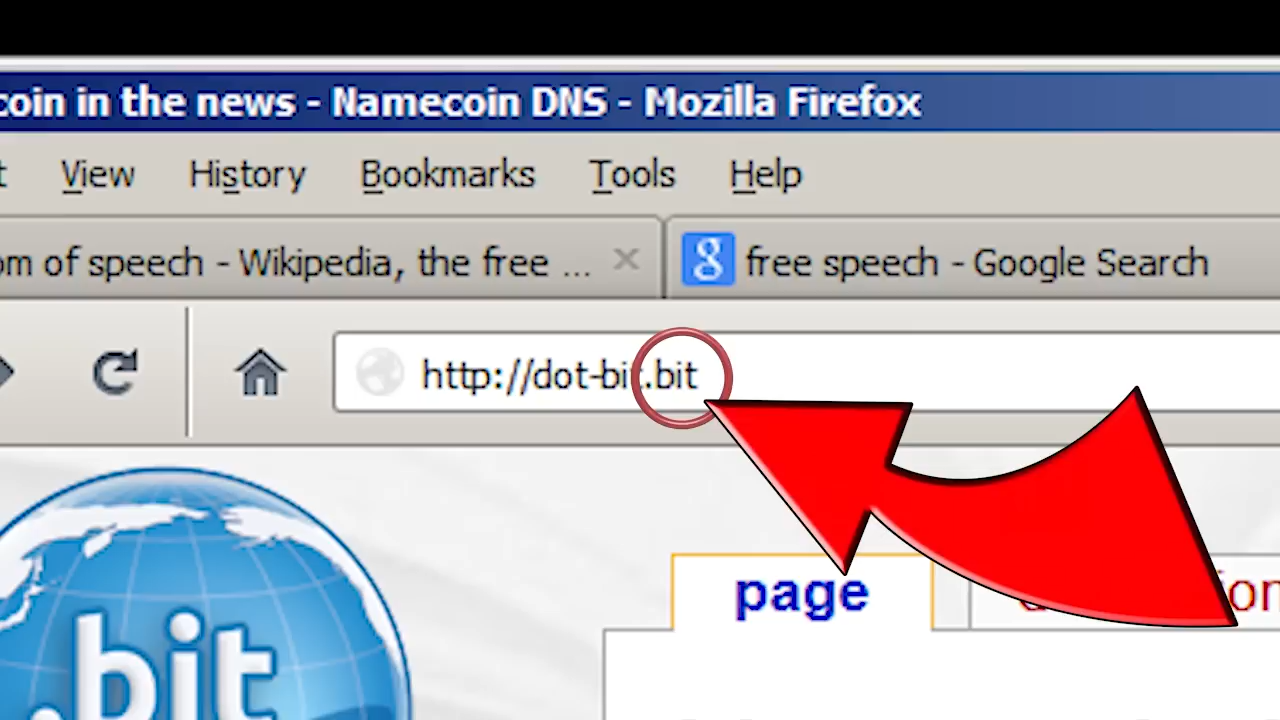 coin in the news - Namecoin DNS - Mozilla Firefox
View History Bookmarks Tools Help
om of speech - Wikipedia, the free ...
free speech - Google Search
http://dot-bit.bit
page
.bit